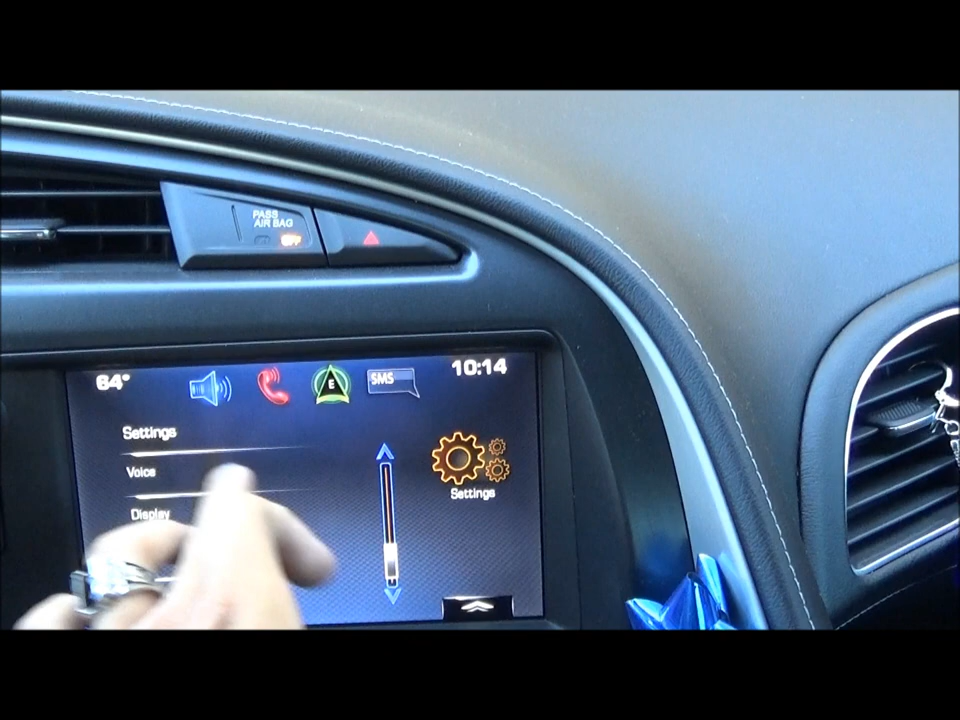 PASS
AIR BAG
OFF
64° 10:14
E
SMS
Settings
Voice
Display
Settings